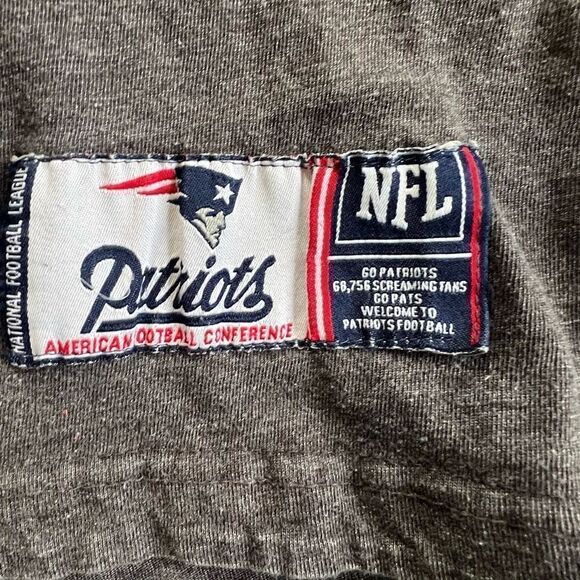 NATIONAL FOOTBALL LEAGUE
Patriots
AMERICAN FOOTBALL CONFERENCE
NFL
GO PATRIOTS
68,756 SCREAMING FANS
GO PATS
WELCOME TO
PATRIOTS FOOTBALL